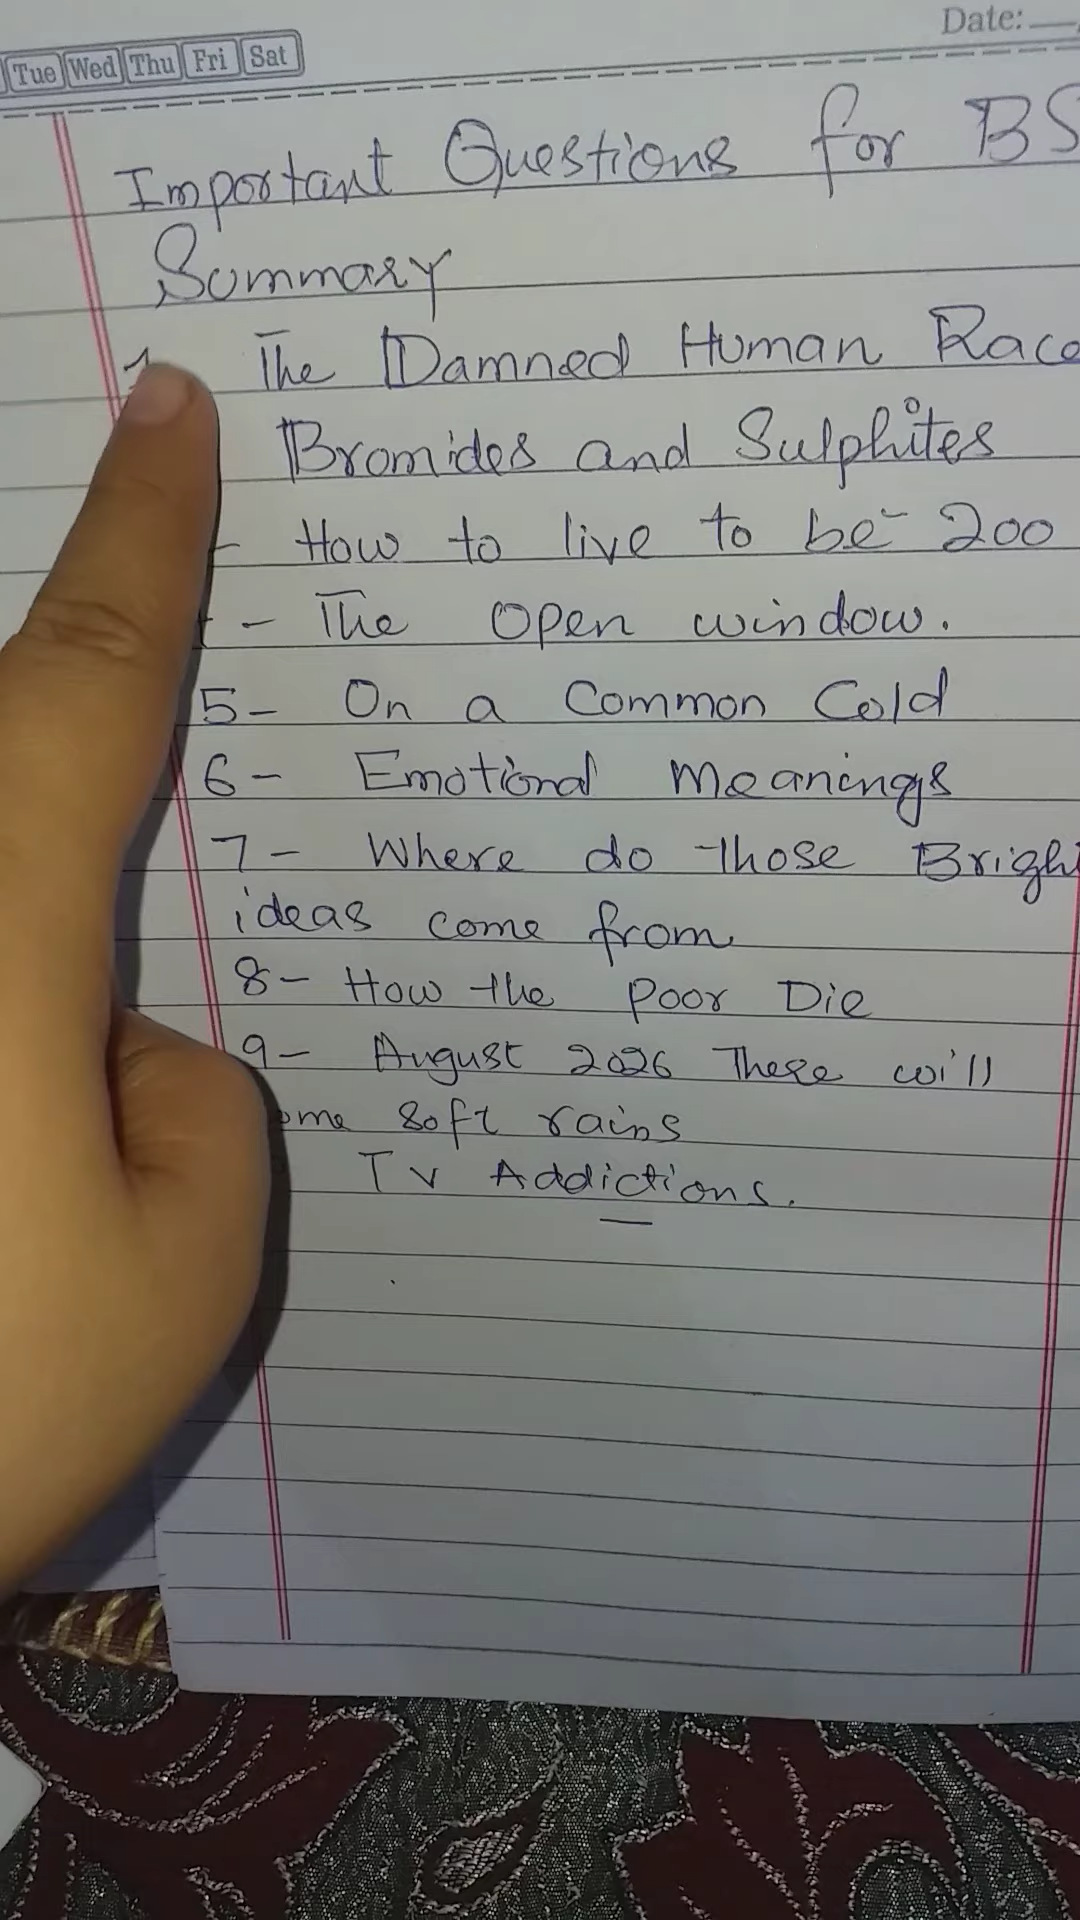 Tue Wed Thu Fri Sat
Date:
Important Questions for BS
Summary
The Damned Human Race
Bromides and Sulphites
How to live to be 200
- The Open window.
5- On a Common Cold
6- Emotional Meanings
7- Where do those Brigh
ideas come from
8- How the poor Die
9- August 2026 There will
ome soft rains
TV Addictions.